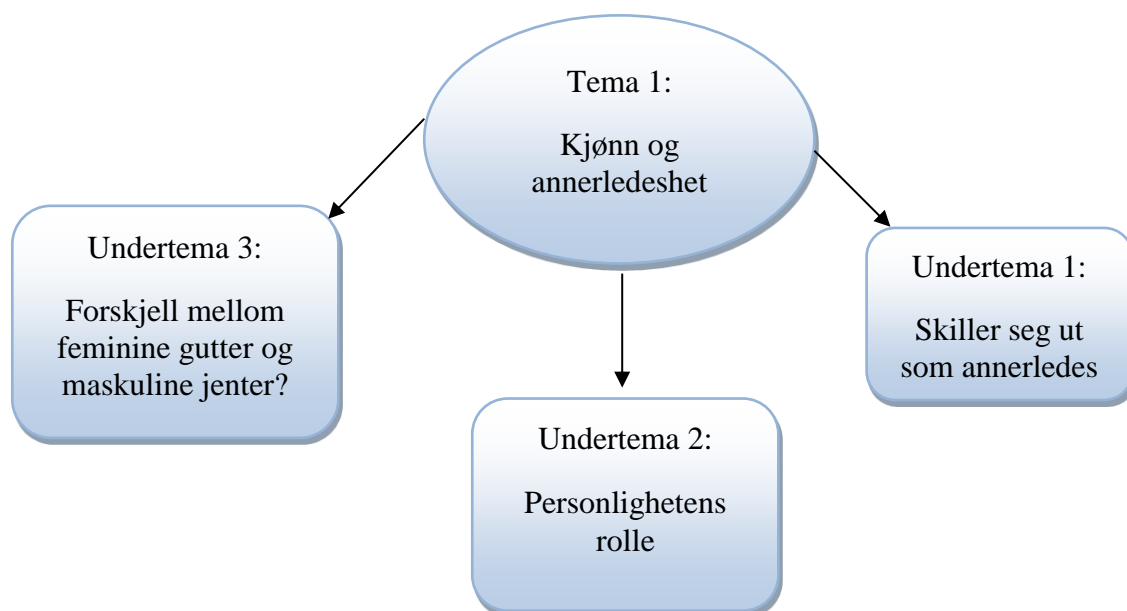 Tema 1:
Kjønn og
annerledeshet
Undertema 3:
Forskjell mellom
feminine gutter og
maskuline jenter?
Undertema 1:
Skiller seg ut
som annerledes
Undertema 2:
Personlighetens
rolle